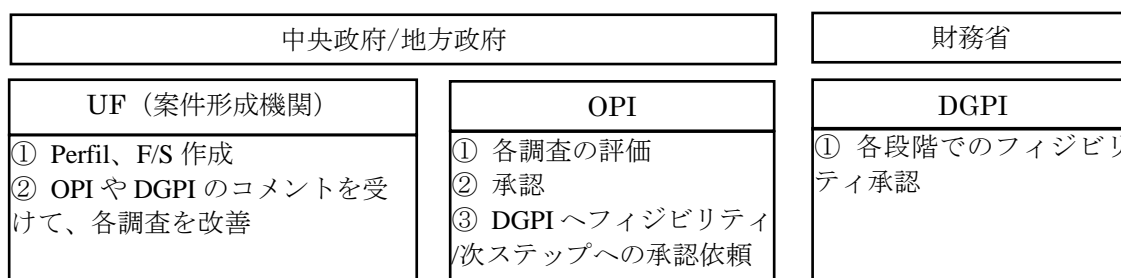 中央政府/地方政府
財務省
UF（案件形成機関）
① Perfil、F/S 作成
② OPI や DGPI のコメントを受
けて、各調査を改善
OPI
① 各調査の評価
② 承認
③ DGPI へフィジビリティ
/次ステップへの承認依頼
DGPI
① 各段階でのフィジビリ
ティ承認